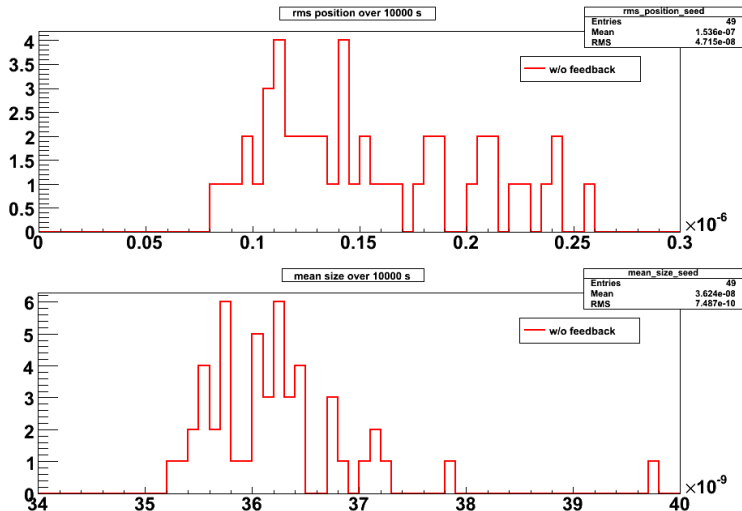 rms position over 10000 s
rms_position_seed
Entries 49
Mean 1.536e-07
RMS 4.715e-08
w/o feedback
4
3.5
3
2.5
2
1.5
1
0.5
0
0 0.05 0.1 0.15 0.2 0.25 0.3
×10-6
mean size over 10000 s
mean_size_seed
Entries 49
Mean 3.624e-08
RMS 7.487e-10
w/o feedback
6
5
4
3
2
1
0
34 35 36 37 38 39 40
×10-9